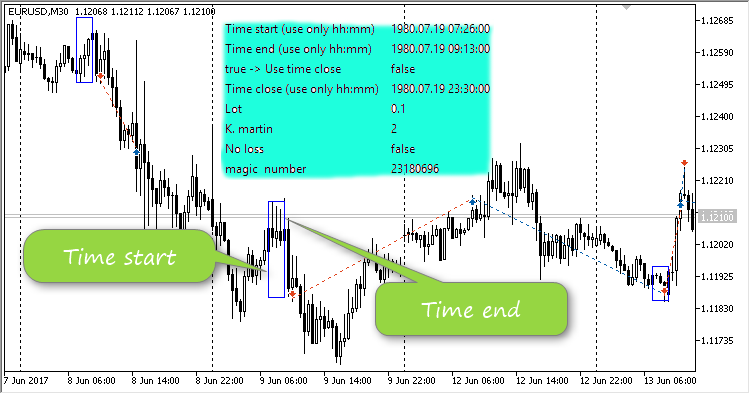 EURUSD,M30 1.12068 1.12112 1.12067 1.12100
Time start (use only hh:mm) 1980.07.19 07:26:00
Time end (use only hh:mm) 1980.07.19 09:13:00
true -> Use time close false
Time close (use only hh:mm) 1980.07.19 23:30:00
Lot 0.1
K. martin 2
No loss false
magic number 23180696
Time start
Time end
1.12685
1.12590
1.12495
1.12400
1.12305
1.12210
1.12100
1.12020
1.11925
1.11830
1.11735
7 Jun 2017
8 Jun 06:00
8 Jun 14:00
8 Jun 22:00
9 Jun 06:00
9 Jun 14:00
9 Jun 22:00
12 Jun 06:00
12 Jun 14:00
12 Jun 22:00
13 Jun 06:00